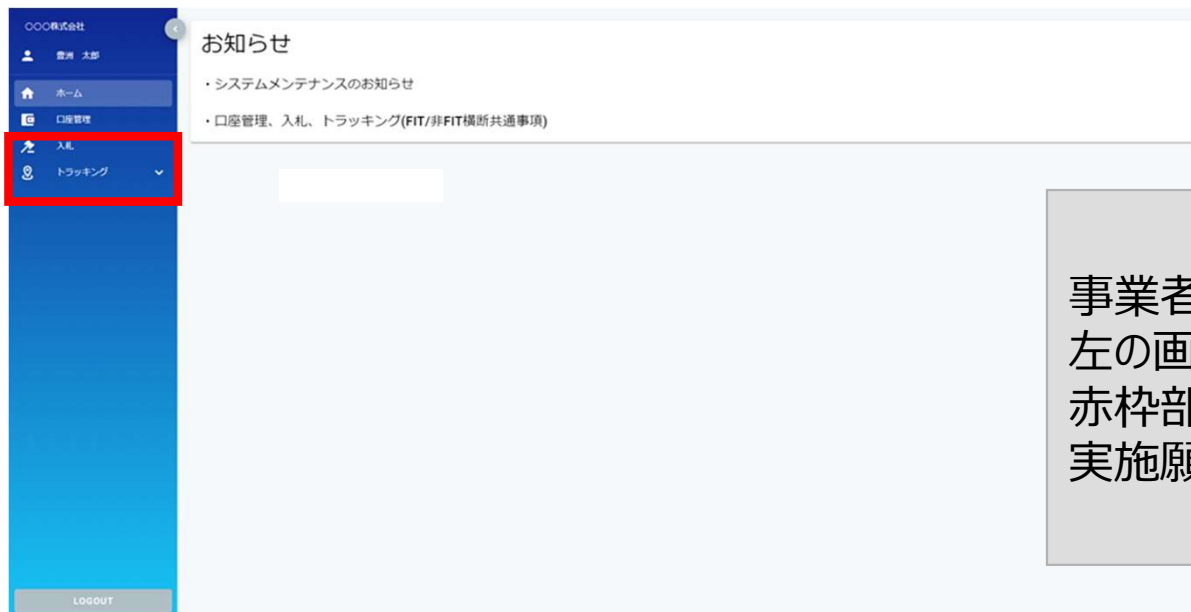 ○○○株式会社
豊洲 太郎
ホーム
口座管理
入札
トラッキング
LOGOUT
お知らせ
・システムメンテナンスのお知らせ
・口座管理、入札、トラッキング(FIT/非FIT横断共通事項)
事業者
左の画
赤枠部
実施願